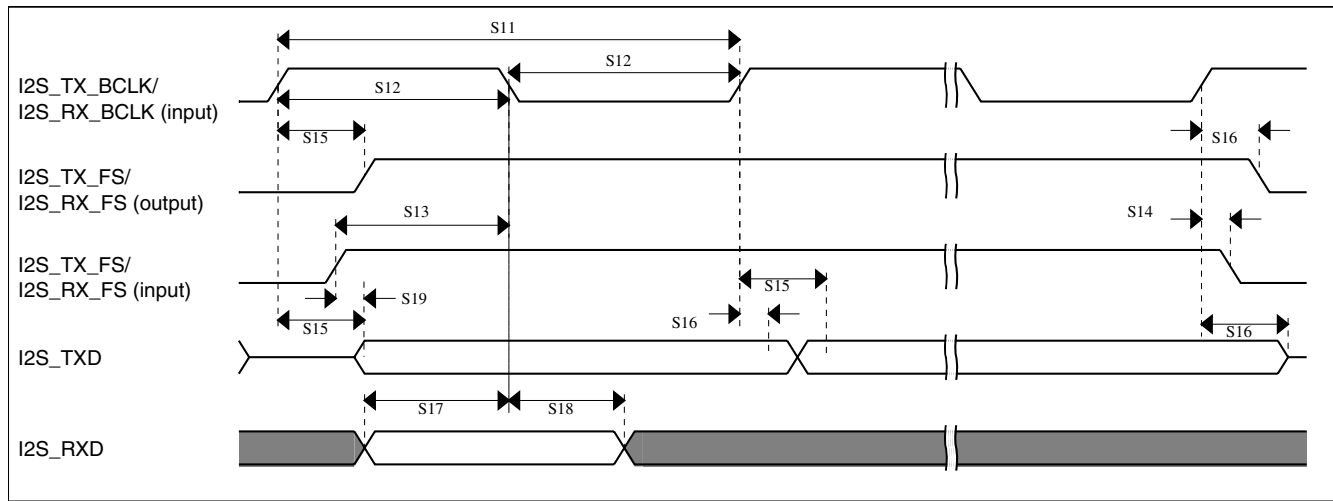 S11
I2S_TX_BCLK/
I2S_RX_BCLK (input)
S12
S12
S15
S16
I2S_TX_FS/
I2S_RX_FS (output)
S13
S14
I2S_TX_FS/
I2S_RX_FS (input)
S19
S15
S15
S16
S16
I2S_TXD
S17
S18
I2S_RXD